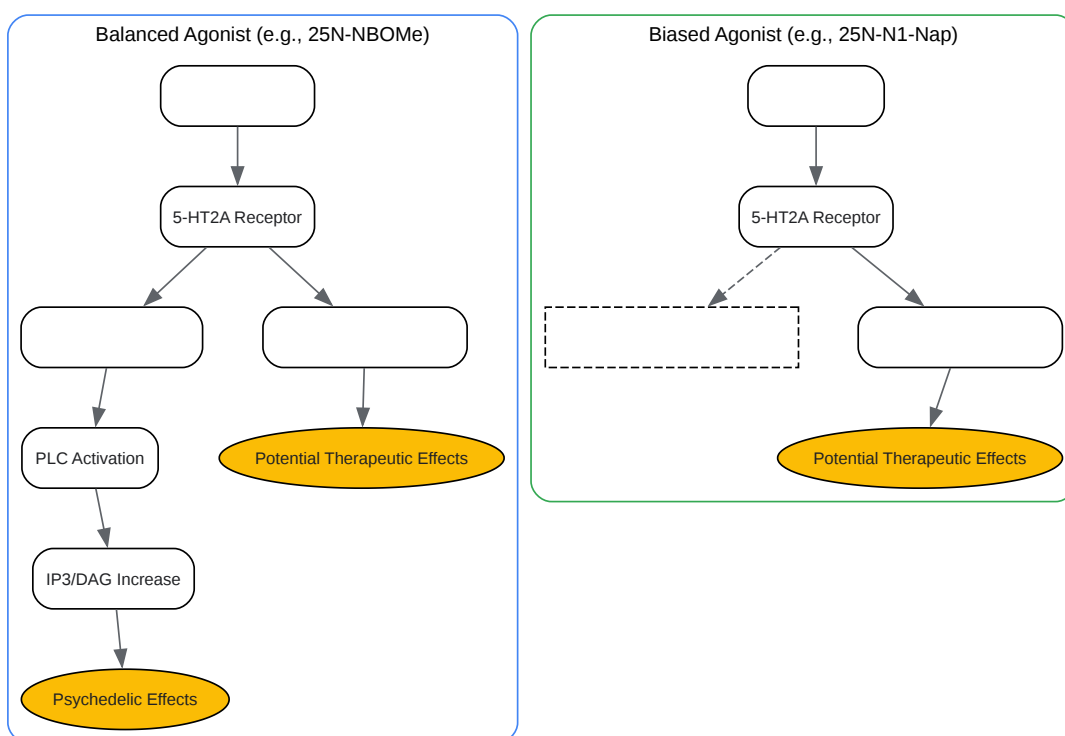 Balanced Agonist (e.g., 25N-NBOMe)
5-HT2A Receptor
PLC Activation
Potential Therapeutic Effects
IP3/DAG Increase
Psychedelic Effects
Biased Agonist (e.g., 25N-N1-Nap)
5-HT2A Receptor
Potential Therapeutic Effects